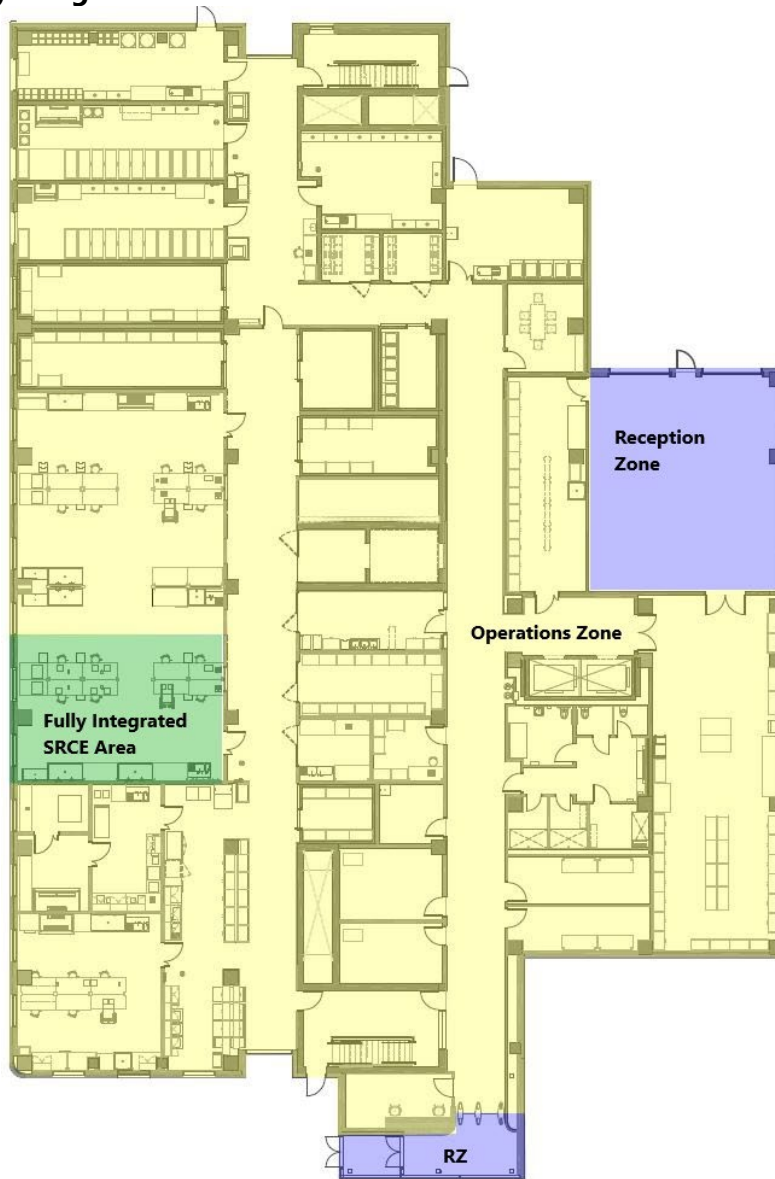 Reception
Zone
Operations Zone
Fully Integrated
SRCE Area
RZ